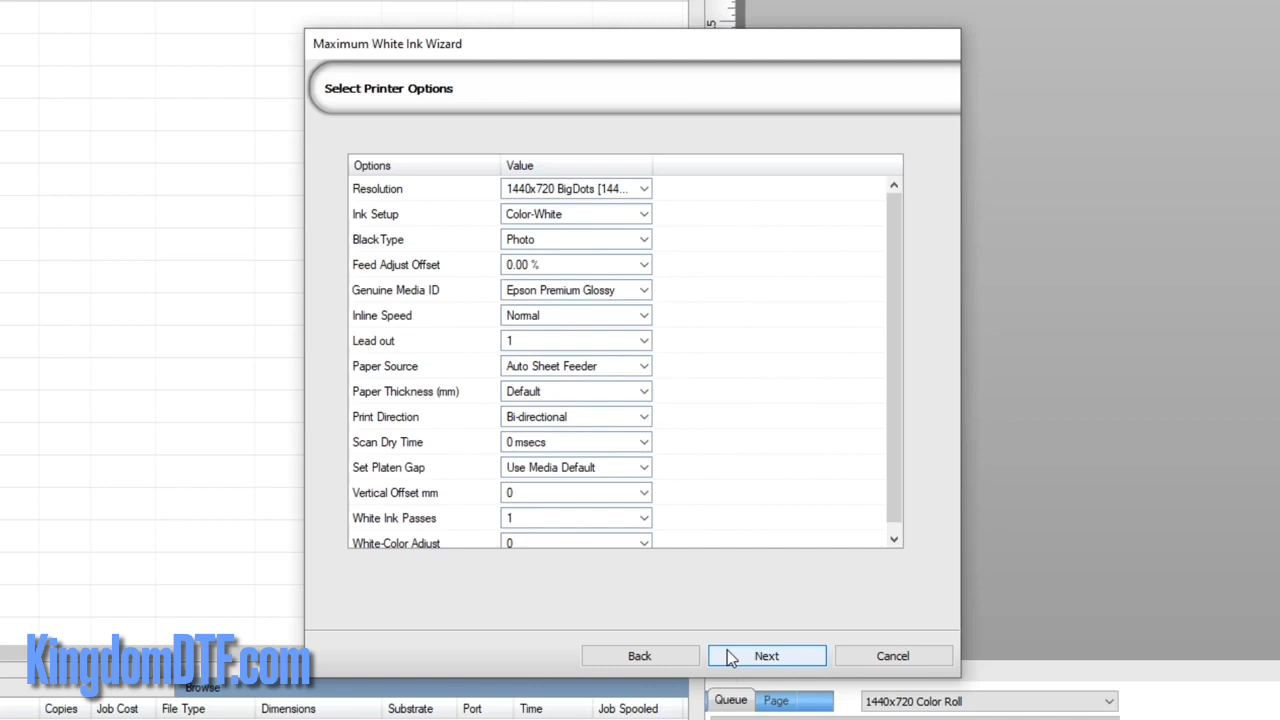 5
Maximum White Ink Wizard
Select Printer Options
Options Value
Resolution 1440x720 BigDots [144...
Ink Setup Color-White
Black Type Photo
Feed Adjust Offset 0.00 %
Genuine Media ID Epson Premium Glossy
Inline Speed Normal
Lead out 1
Paper Source Auto Sheet Feeder
Paper Thickness (mm) Default
Print Direction Bi-directional
Scan Dry Time 0 msecs
Set Platen Gap Use Media Default
Vertical Offset mm 0
White Ink Passes 1
White-Color Adjust 0
Back Next Cancel
KingdomDTF.com
Browse
Queue Page 1440x720 Color Roll
Copies Job Cost File Type Dimensions Substrate Port Time Job Spooled